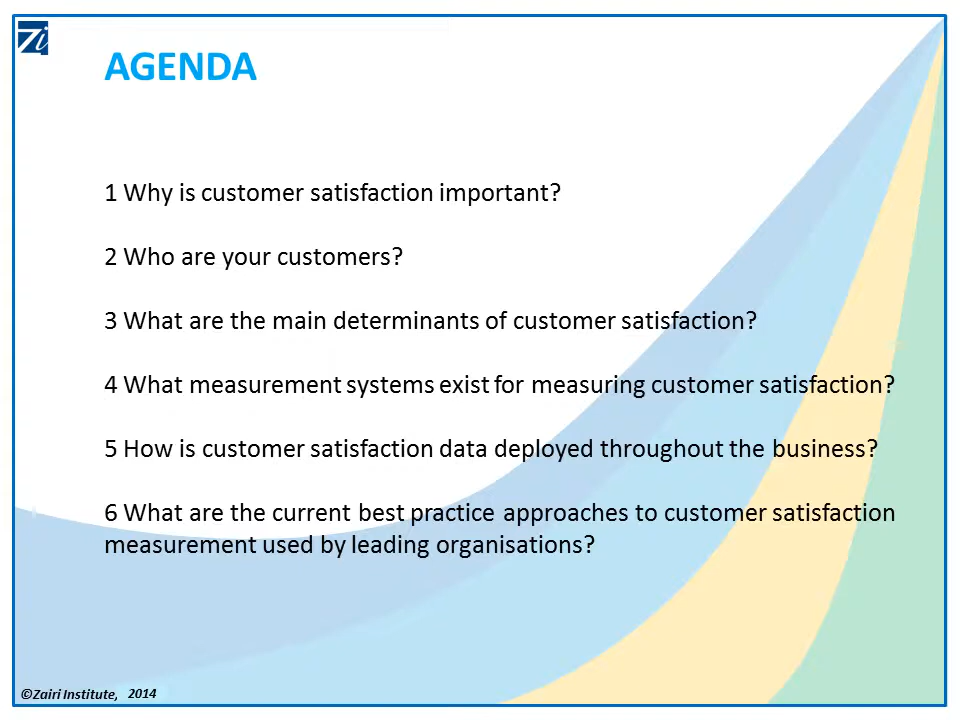 Zi
AGENDA
1 Why is customer satisfaction important?
2 Who are your customers?
3 What are the main determinants of customer satisfaction?
4 What measurement systems exist for measuring customer satisfaction?
5 How is customer satisfaction data deployed throughout the business?
6 What are the current best practice approaches to customer satisfaction
measurement used by leading organisations?
©Zairi Institute, 2014